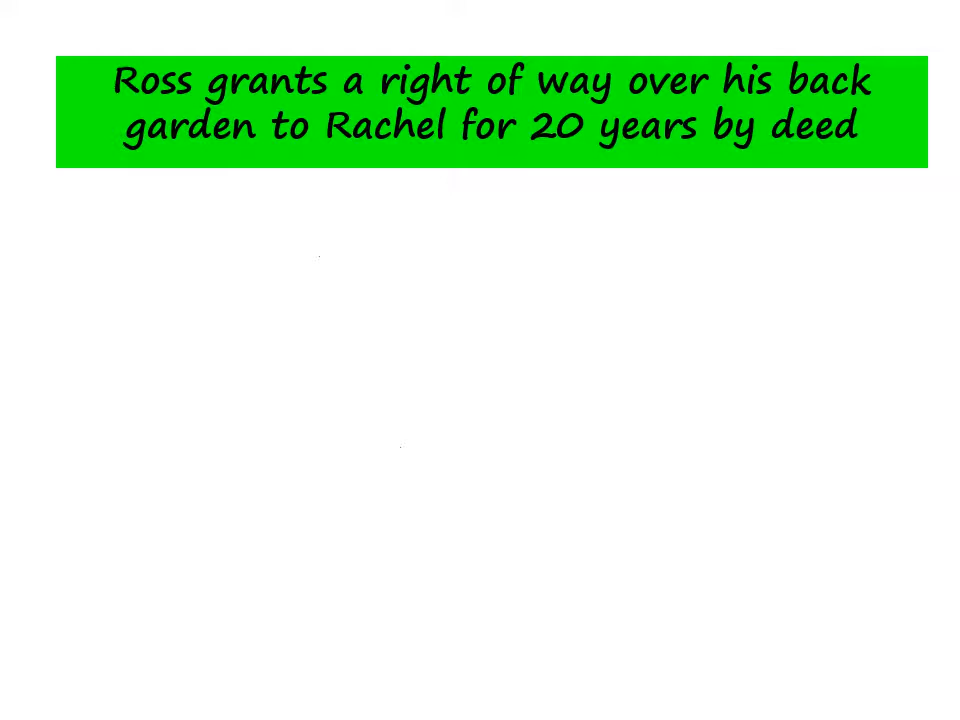 Ross grants a right of way over his back
garden to Rachel for 20 years by deed